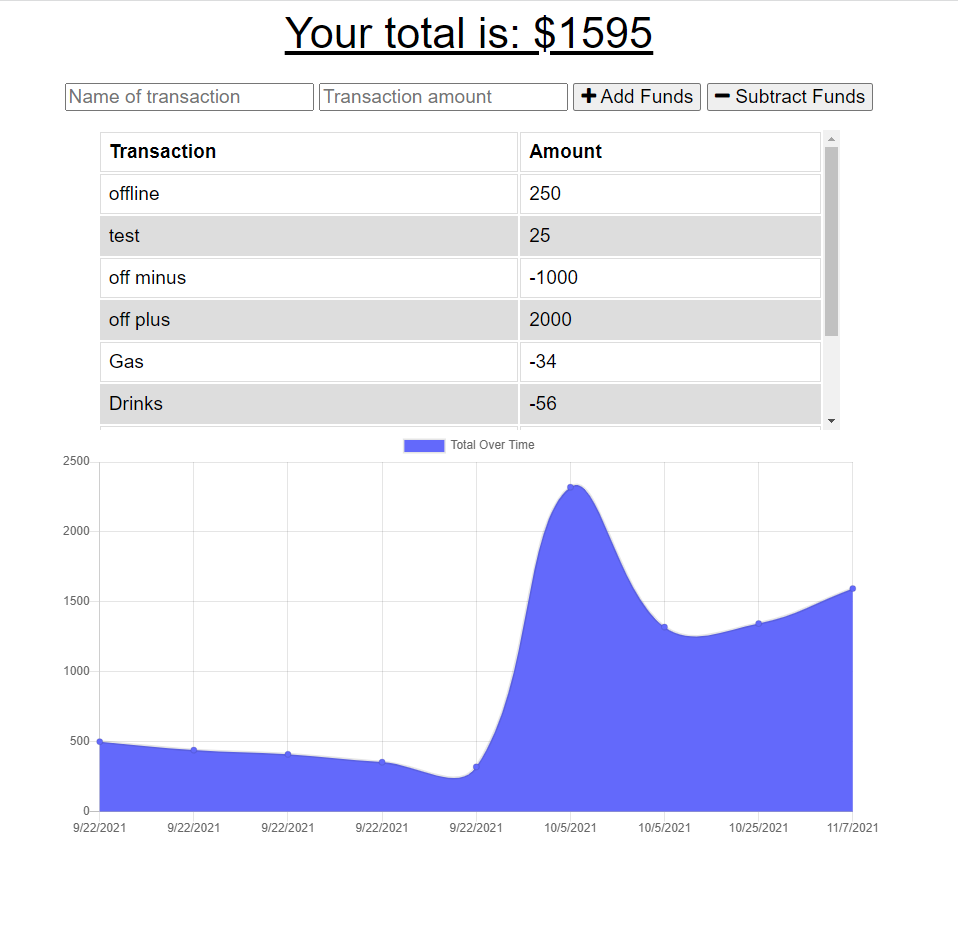 Your total is: $1595
Name of transaction Transaction amount Add Funds Subtract Funds
Transaction Amount
offline 250
test 25
off minus -1000
off plus 2000
Gas -34
Drinks -56
Total Over Time
2500
2000
1500
1000
500
0
9/22/2021 9/22/2021 9/22/2021 9/22/2021 9/22/2021 10/5/2021 10/5/2021 10/25/2021 11/7/2021